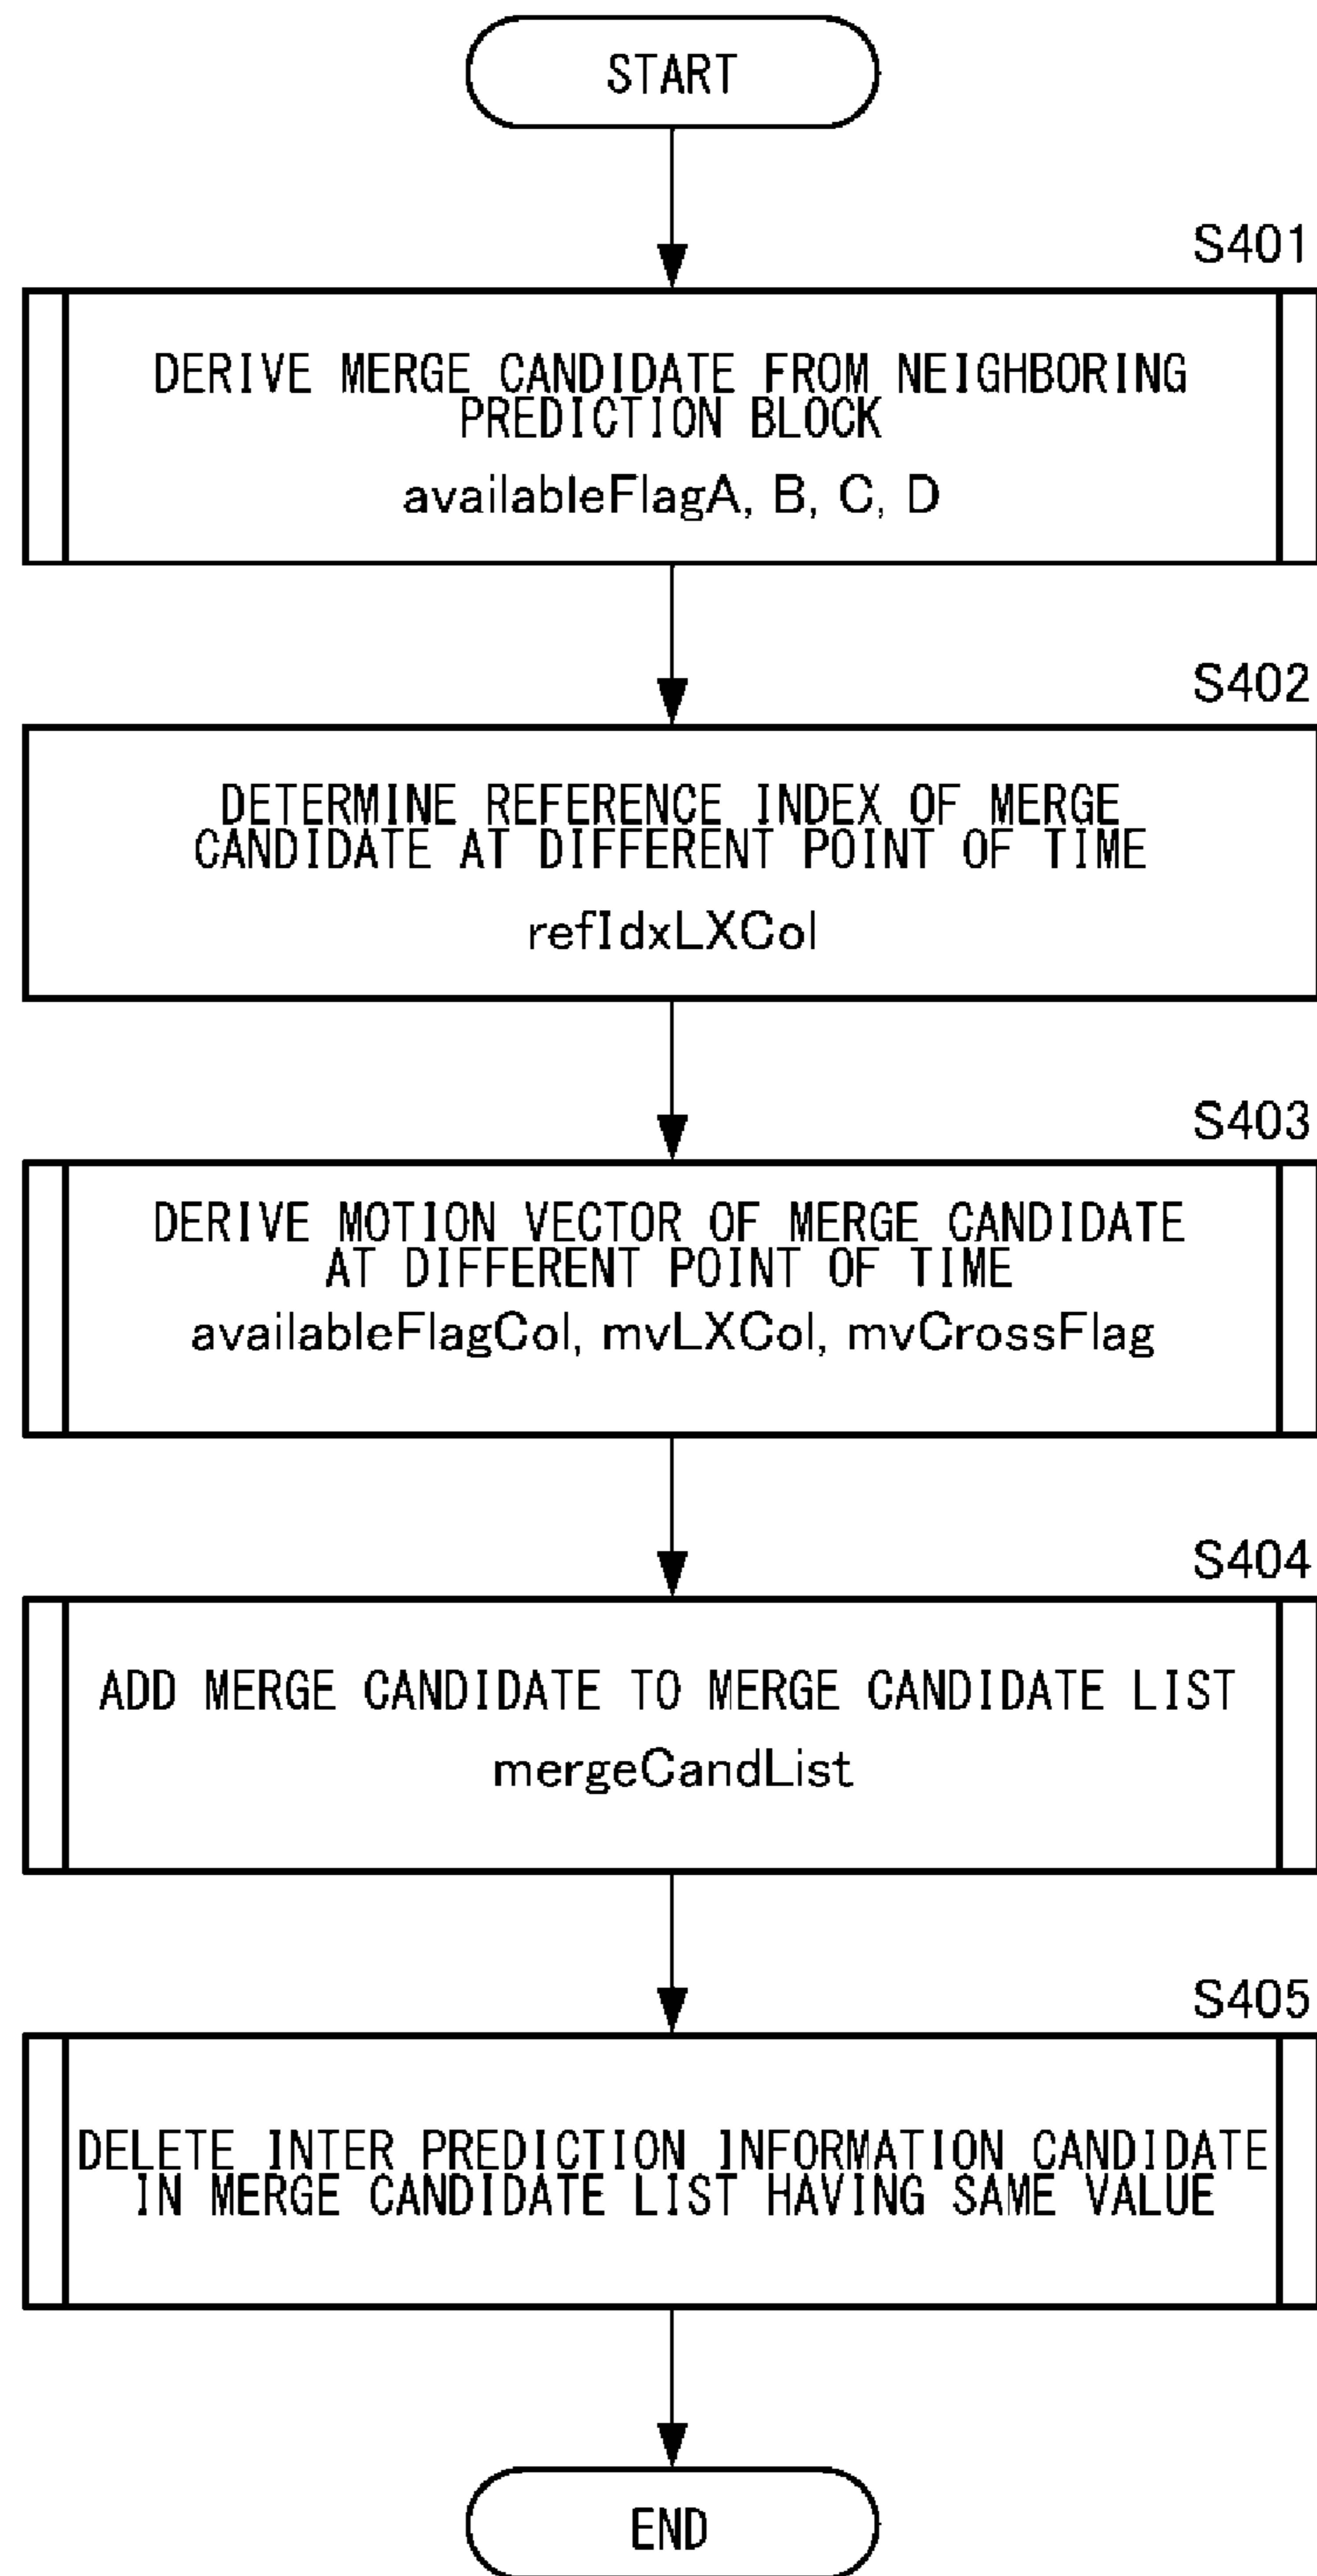 START
S401
DERIVE MERGE CANDIDATE FROM NEIGHBORING
PREDICTION BLOCK
availableFlagA, B, C, D
S402
DETERMINE REFERENCE INDEX OF MERGE
CANDIDATE AT DIFFERENT POINT OF TIME
refIdxLXCol
S403
DERIVE MOTION VECTOR OF MERGE CANDIDATE
AT DIFFERENT POINT OF TIME
availableFlagCol, mvLXCol, mvCrossFlag
S404
ADD MERGE CANDIDATE TO MERGE CANDIDATE LIST
mergeCandList
S405
DELETE INTER PREDICTION INFORMATION CANDIDATE
IN MERGE CANDIDATE LIST HAVING SAME VALUE
END